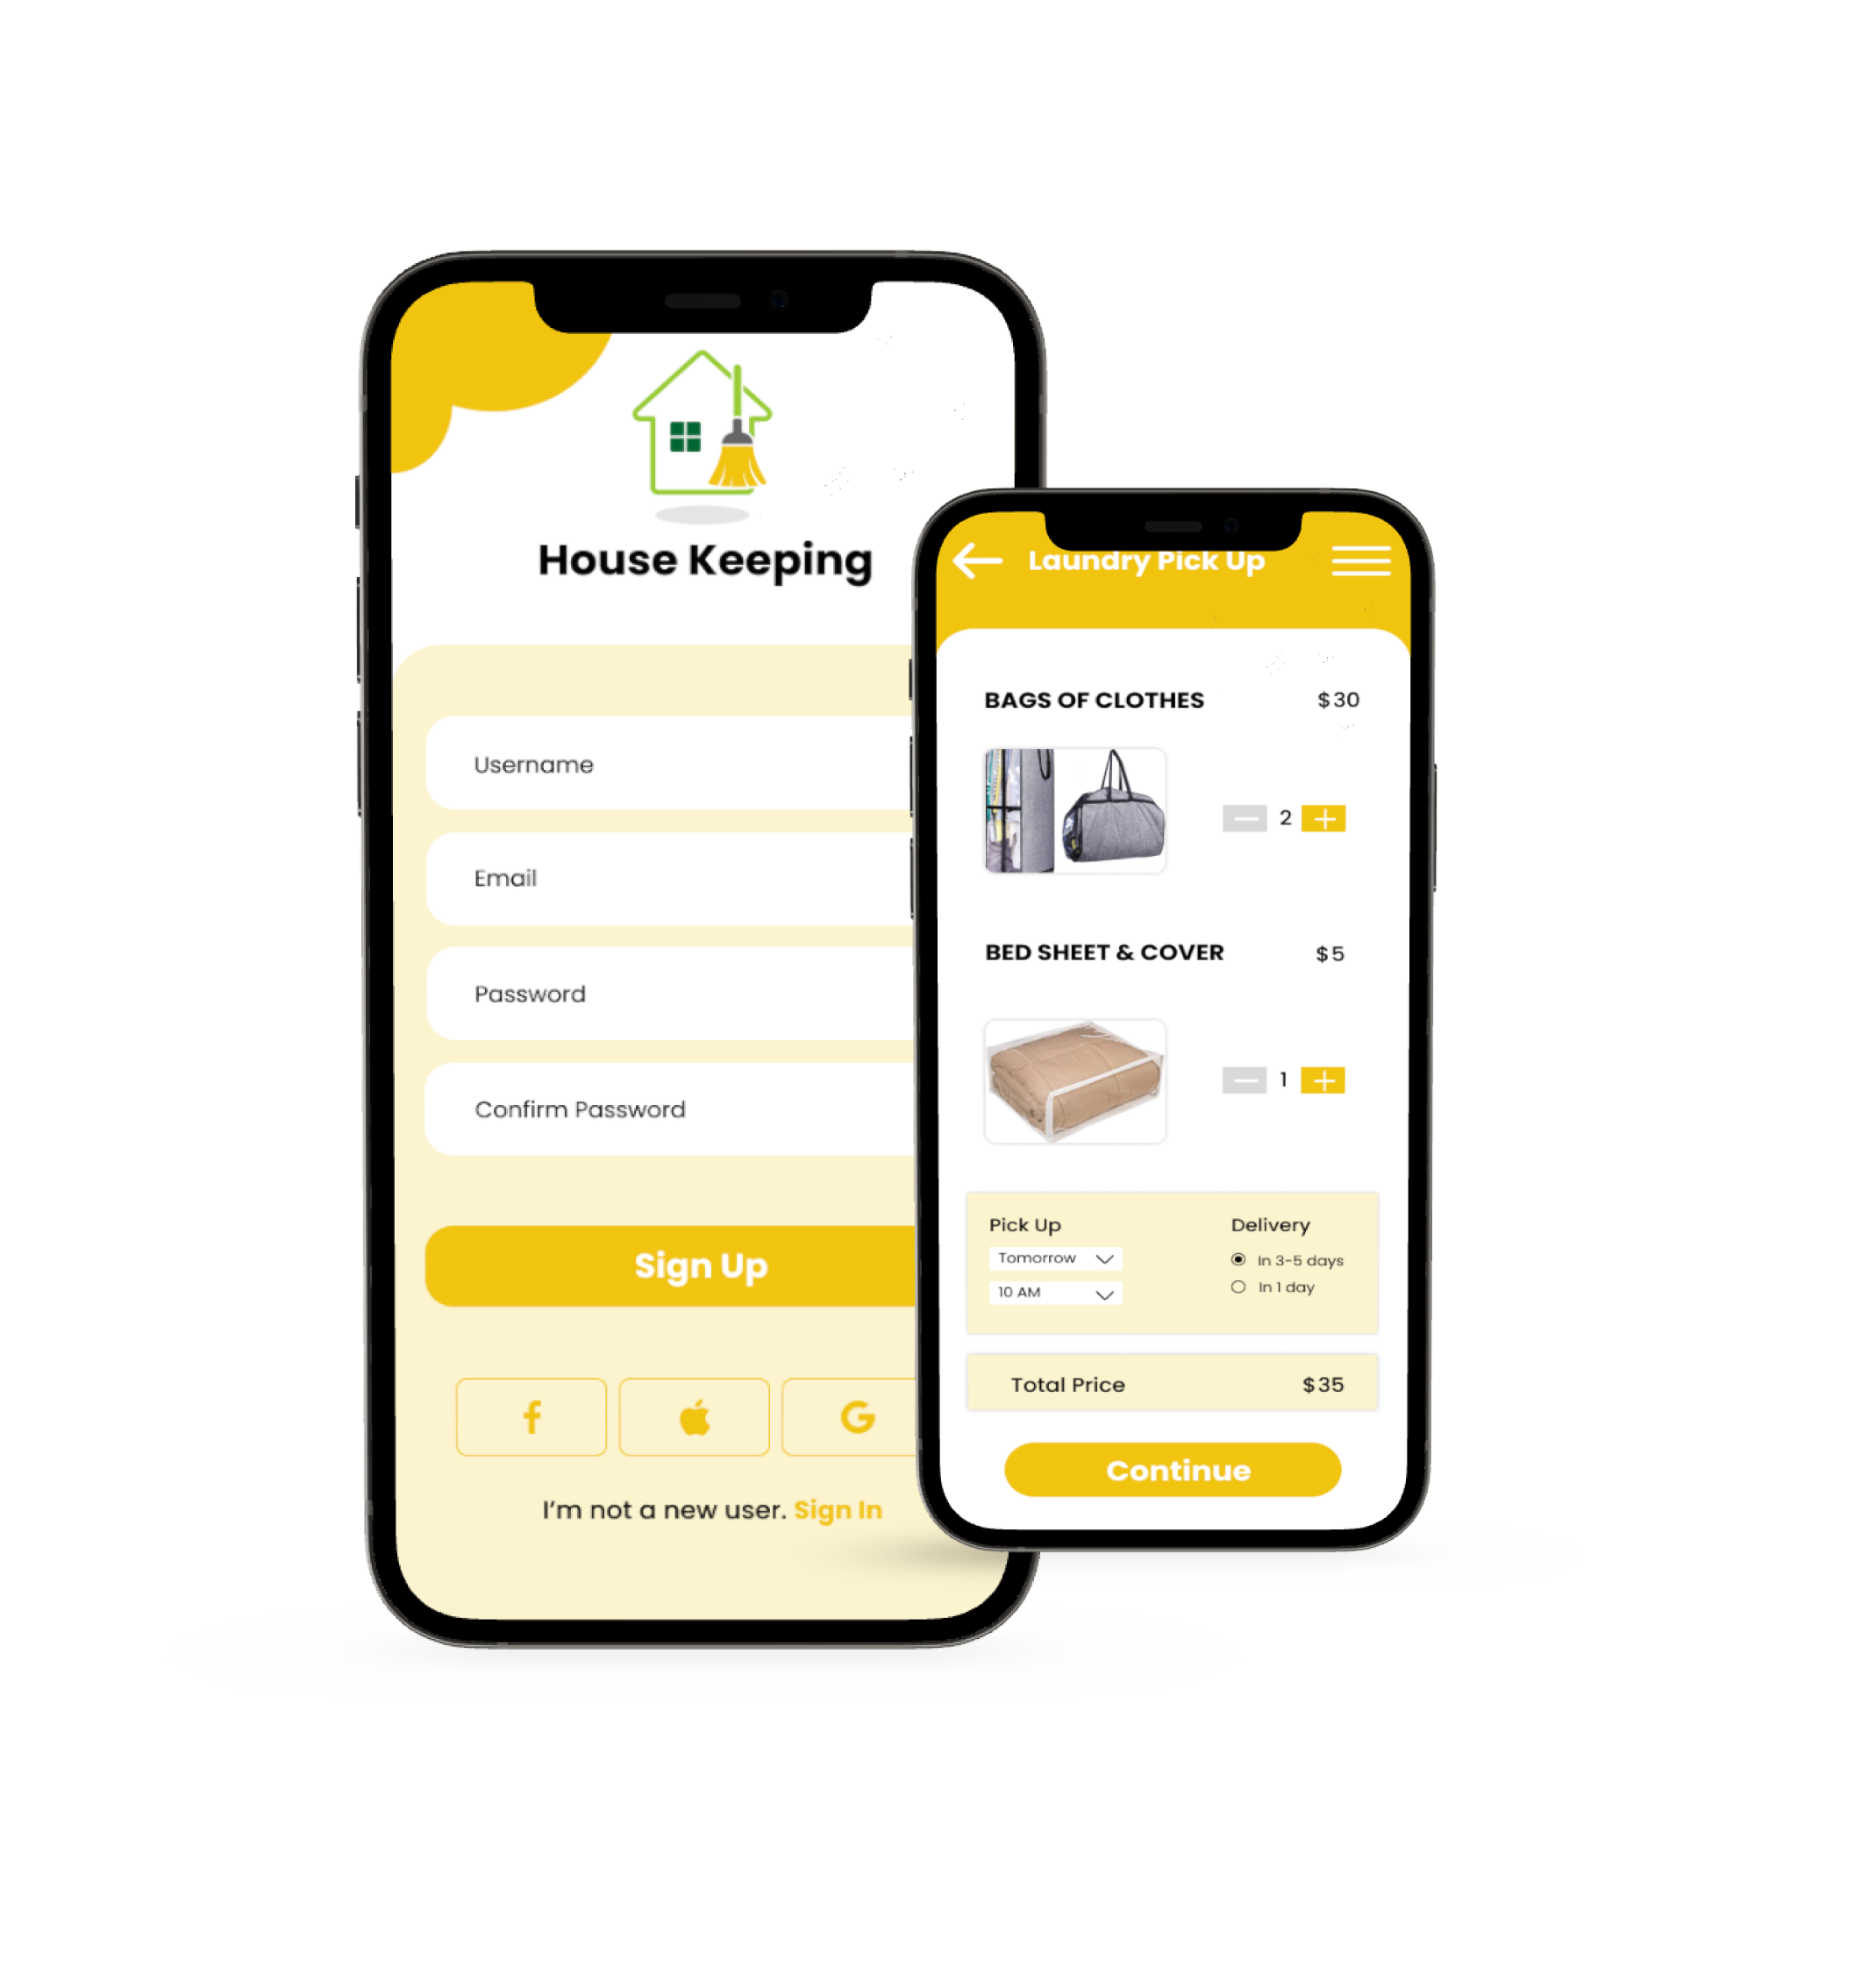 House Keeping
Username
Email
Password
Confirm Password
Sign Up
f
G
I'm not a new user. Sign In
Laundry Pick Up
BAGS OF CLOTHES $30
2
BED SHEET & COVER $5
1
Pick Up Delivery
Tomorrow In 3-5 days
10 AM In 1 day
Total Price $35
Continue